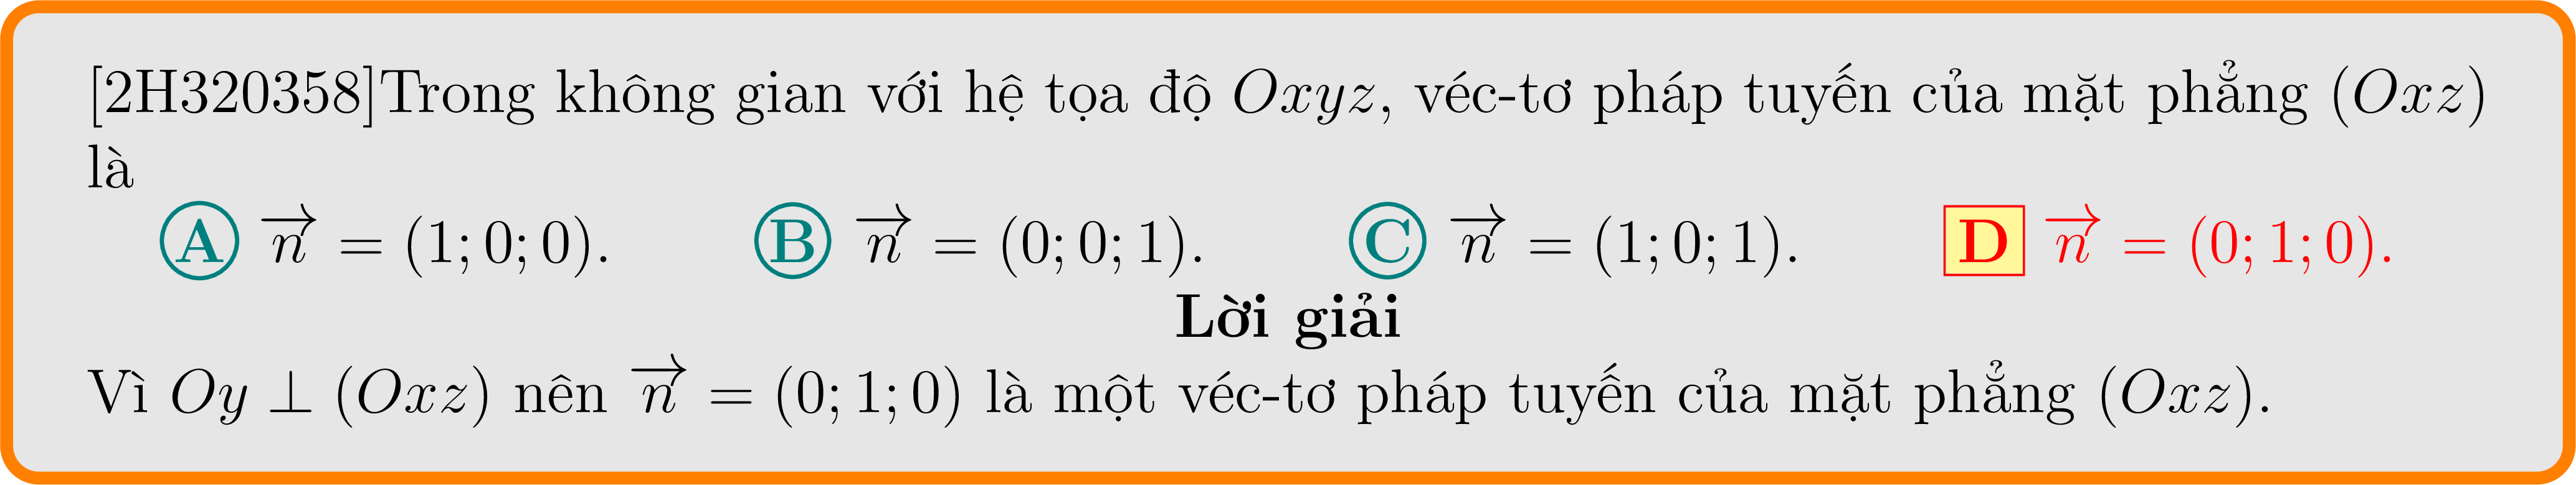 [2H320358]Trong không gian với hệ tọa độ Oxyz, véc-tơ pháp tuyến của mặt phẳng (Oxz)
là
A $\overrightarrow{n} = (1; 0; 0).$ B $\overrightarrow{n} = (0; 0; 1).$ C $\overrightarrow{n} = (1; 0; 1).$ D $\overrightarrow{n} = (0; 1; 0).$
Lời giải
Vì $Oy \perp (Oxz)$ nên $\overrightarrow{n} = (0; 1; 0)$ là một véc-tơ pháp tuyến của mặt phẳng (Oxz).